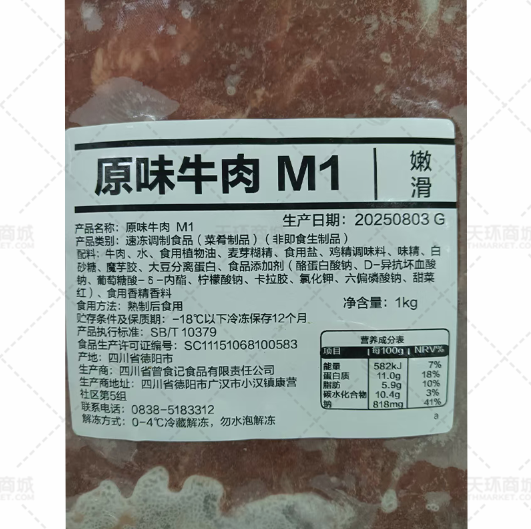 原味牛肉 M1
嫩滑
生产日期：20250803 G
产品名称：原味牛肉 M1
产品类别：速冻调制食品（菜肴制品）（非即食生制品）
配料：牛肉、水、食用植物油、麦芽糊精、食用盐、鸡精调味料、味精、白
砂糖、魔芋胶、大豆分离蛋白、食品添加剂（酪蛋白酸钠、D-异抗坏血酸
钠、葡萄糖酸-δ-内酯、柠檬酸钠、卡拉胶、氯化钾、六偏磷酸钠、甜菜
红）、食用香精香料
食用方法：熟制后食用
净含量：1kg
贮存条件及保质期：-18℃以下冷冻保存12个月
产品执行标准：SB/T 10379
食品生产许可证编号：SC11151068100583
产地：四川省德阳市
生产商：四川省曾食记食品有限责任公司
生产商地址：四川省德阳市广汉市小汉镇康营
社区第5组
联系电话：0838-5183312
解冻方式：0-4℃冷藏解冻，勿水泡解冻
营养成分表
项目 每100g NRV%
能量 582kJ 7%
蛋白质 11.0g 18%
脂肪 5.9g 10%
碳水化合物 10.4g 3%
钠 818mg 41%
天环商城